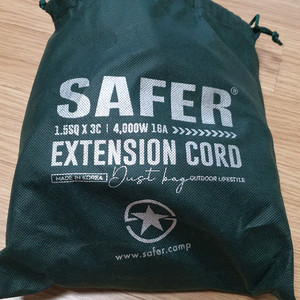 SAFER®
1.5SQ X 3C | 4,000W 16A >>>>>>>>>>
EXTENSION CORD
MADE IN KOREA Dust bag OUTDOOR LIFESTYLE
www.safer.camp